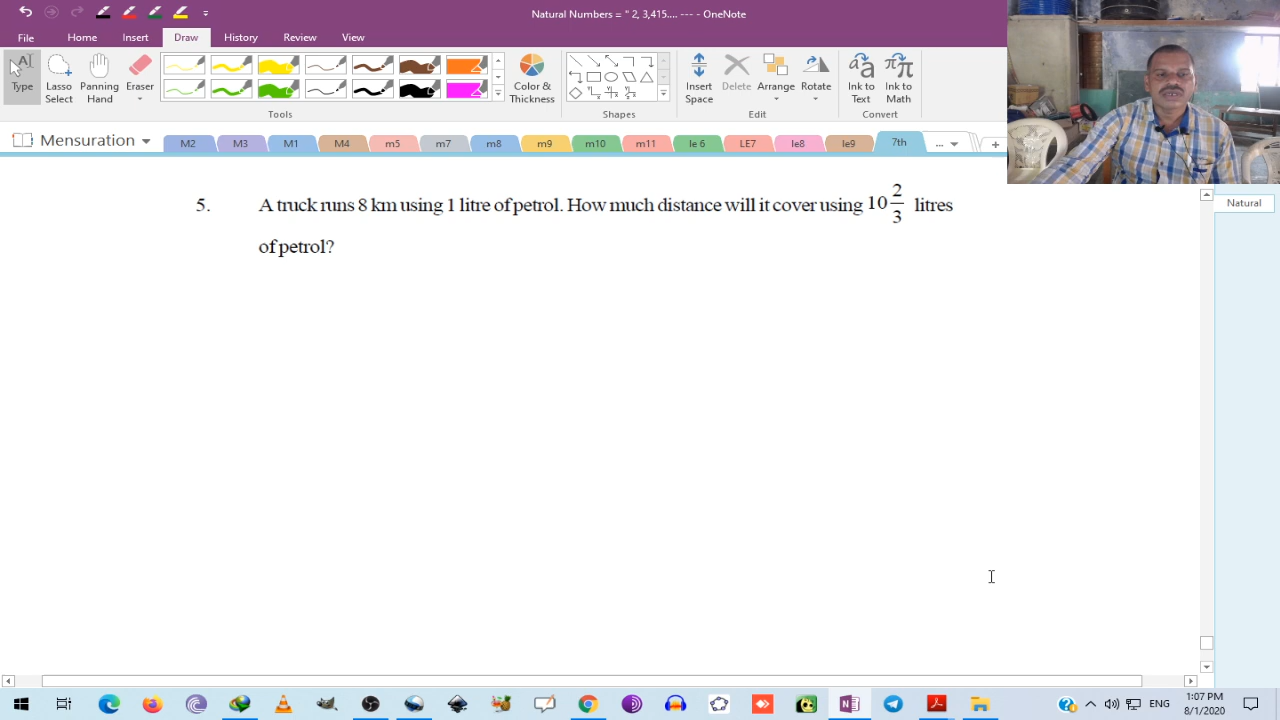 Natural Numbers = " 2, 3,415.... --- - OneNote
File Home Insert Draw History Review View
Type
Lasso Select
Panning Hand
Eraser
Color & Thickness
Insert Space
Delete
Arrange
Rotate
Ink to Text
Ink to Math
Tools
Shapes
Edit
Convert
Mensuration M2 M3 M1 M4 m5 m7 m8 m9 m10 m11 le 6 LE7 le8 le9 7th ... +
Natural
5. A truck runs 8 km using 1 litre of petrol. How much distance will it cover using 10 2/3 litres
of petrol?
ENG
1:07 PM
8/1/2020